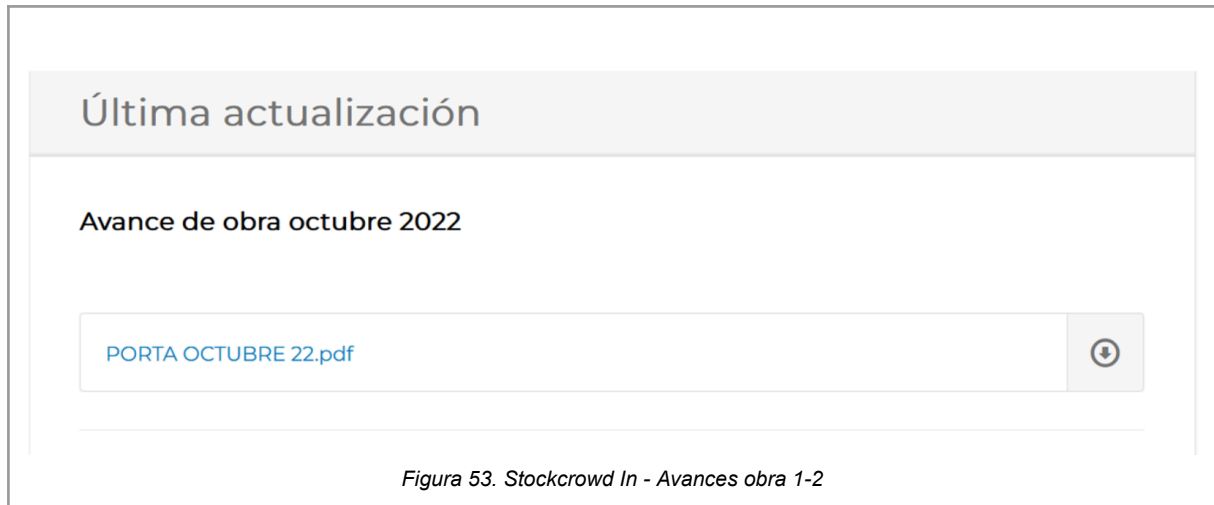 Última actualización
Avance de obra octubre 2022
PORTA OCTUBRE 22.pdf
Figura 53. Stockcrowd In - Avances obra 1-2